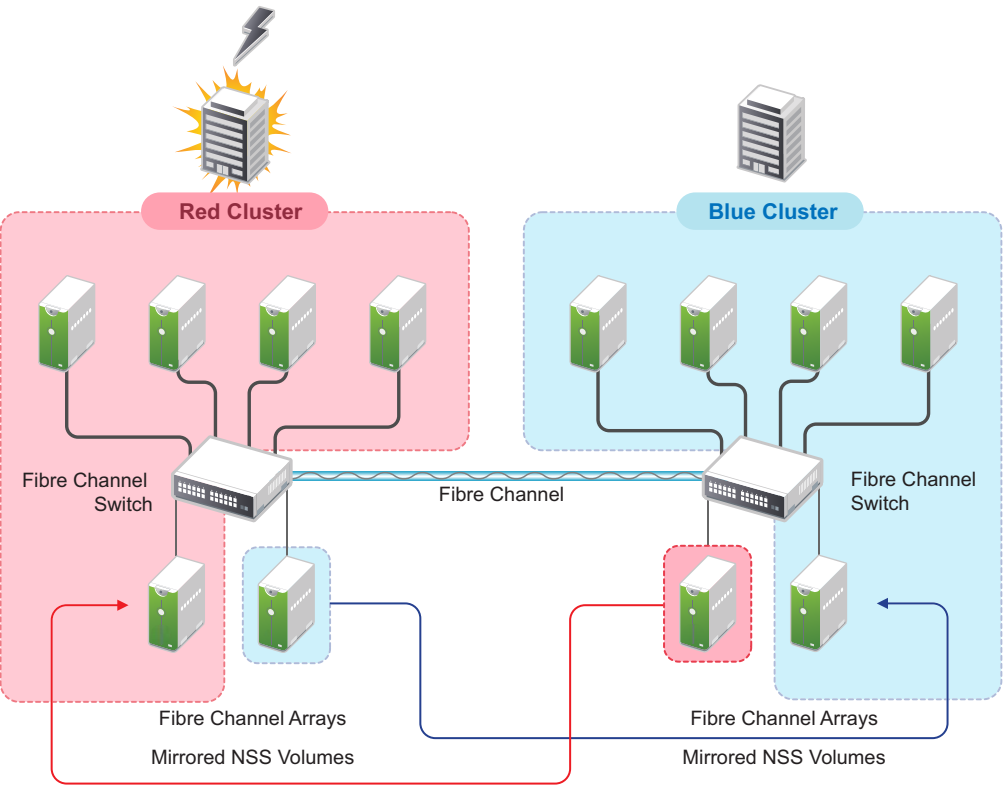 Red Cluster
Blue Cluster
Fibre Channel
Switch
Fibre Channel
Fibre Channel
Switch
Fibre Channel Arrays
Mirrored NSS Volumes
Fibre Channel Arrays
Mirrored NSS Volumes